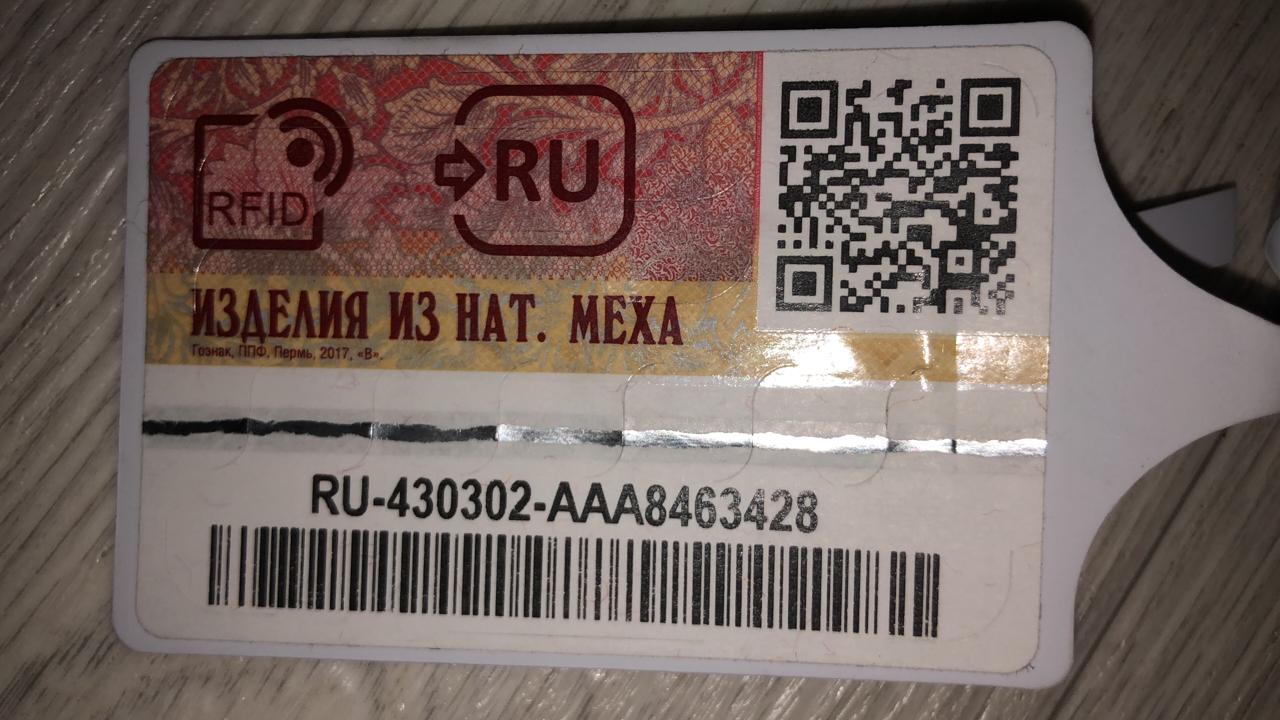 RFID
RU
ИЗДЕЛИЯ ИЗ НАТ. МЕХА
Гознак, ППФ, Пермь, 2017, «В».
RU-430302-AAA8463428